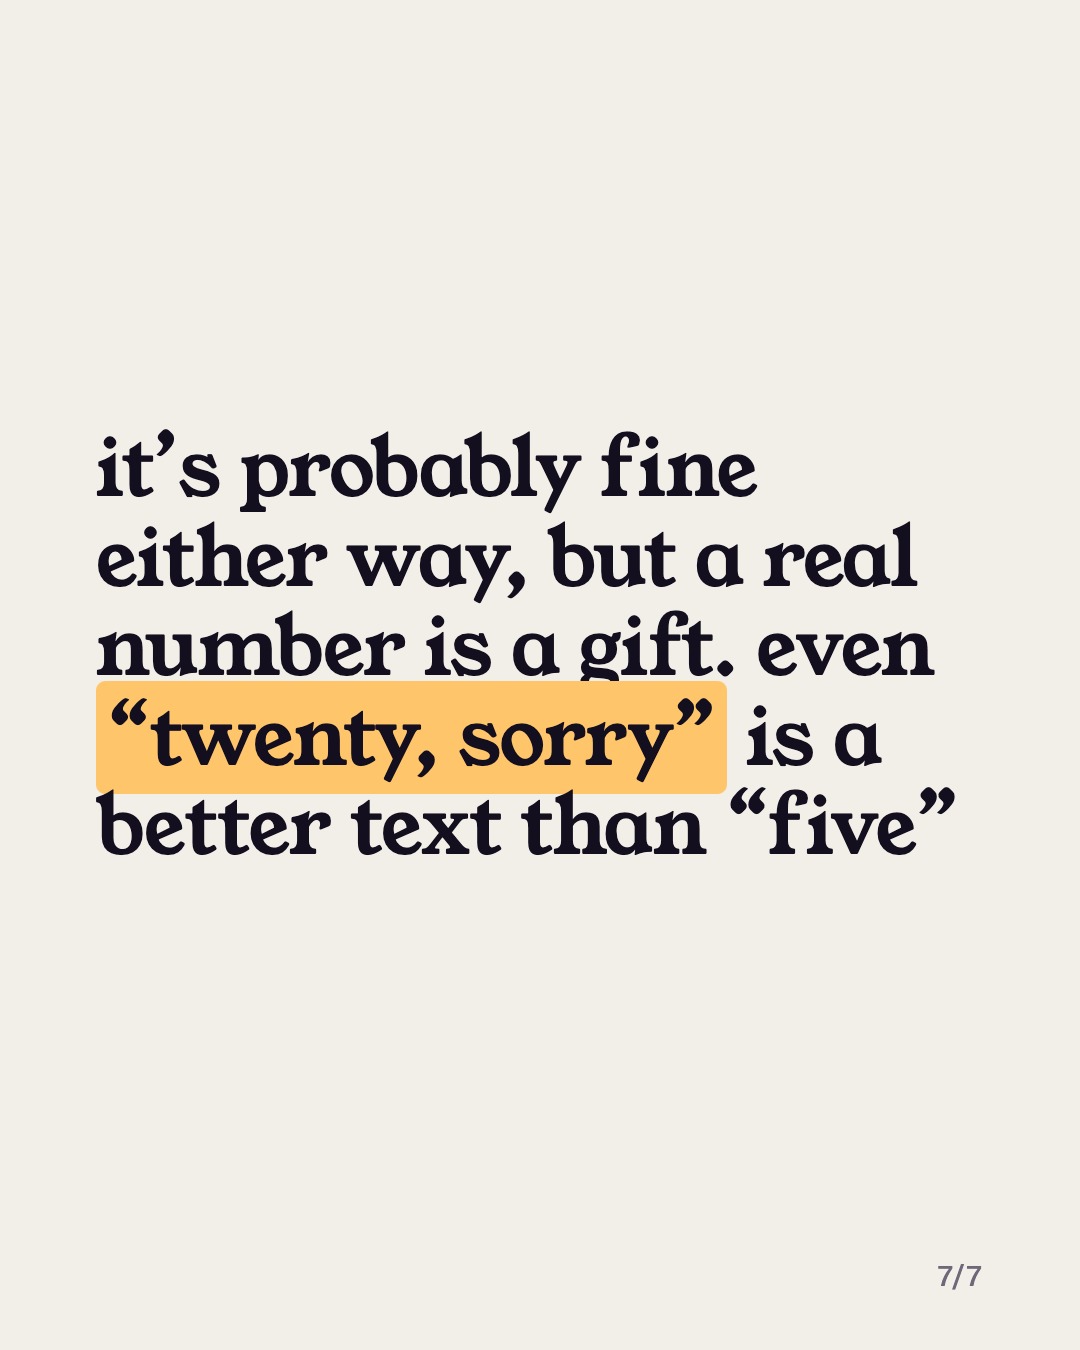 it’s probably fine
either way, but a real
number is a gift. even
“twenty, sorry” is a
better text than “five”
7/7